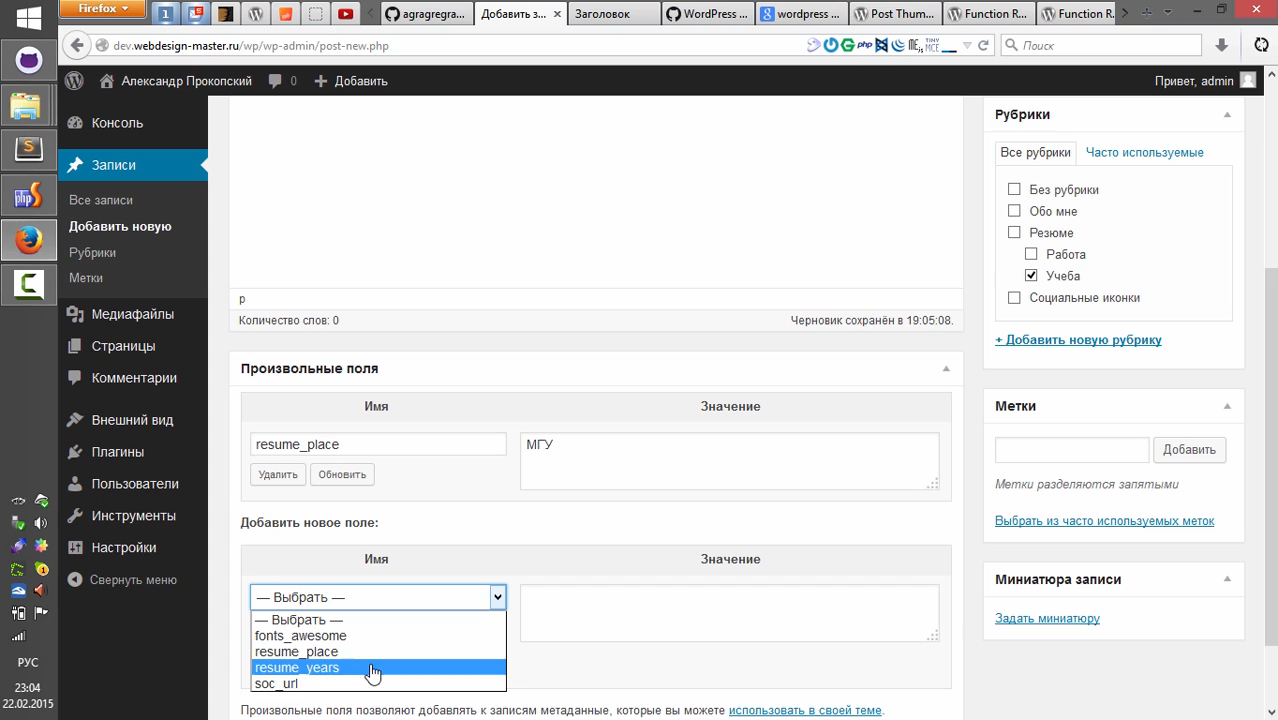 Firefox
agragregra...
Добавить з...
Заголовок
WordPress ...
wordpress ...
Post Thum...
Function R...
Function R...
dev.webdesign-master.ru/wp/wp-admin/post-new.php
Поиск
Александр Прокопский
0
Добавить
Привет, admin
Консоль
Записи
Все записи
Добавить новую
Рубрики
Метки
Медиафайлы
Страницы
Комментарии
Внешний вид
Плагины
Пользователи
Инструменты
Настройки
Свернуть меню
p
Количество слов: 0
Черновик сохранён в 19:05:08.
Произвольные поля
Имя
Значение
resume_place
МГУ
Удалить
Обновить
Добавить новое поле:
Имя
Значение
— Выбрать —
— Выбрать —
fonts_awesome
resume_place
resume_years
soc_url
Произвольные поля позволяют добавлять к записям метаданные, которые вы можете использовать в своей теме.
Рубрики
Все рубрики
Часто используемые
Без рубрики
Обо мне
Резюме
Работа
Учеба
Социальные иконки
+ Добавить новую рубрику
Метки
Добавить
Метки разделяются запятыми
Выбрать из часто используемых меток
Миниатюра записи
Задать миниатюру
РУС
23:04
22.02.2015